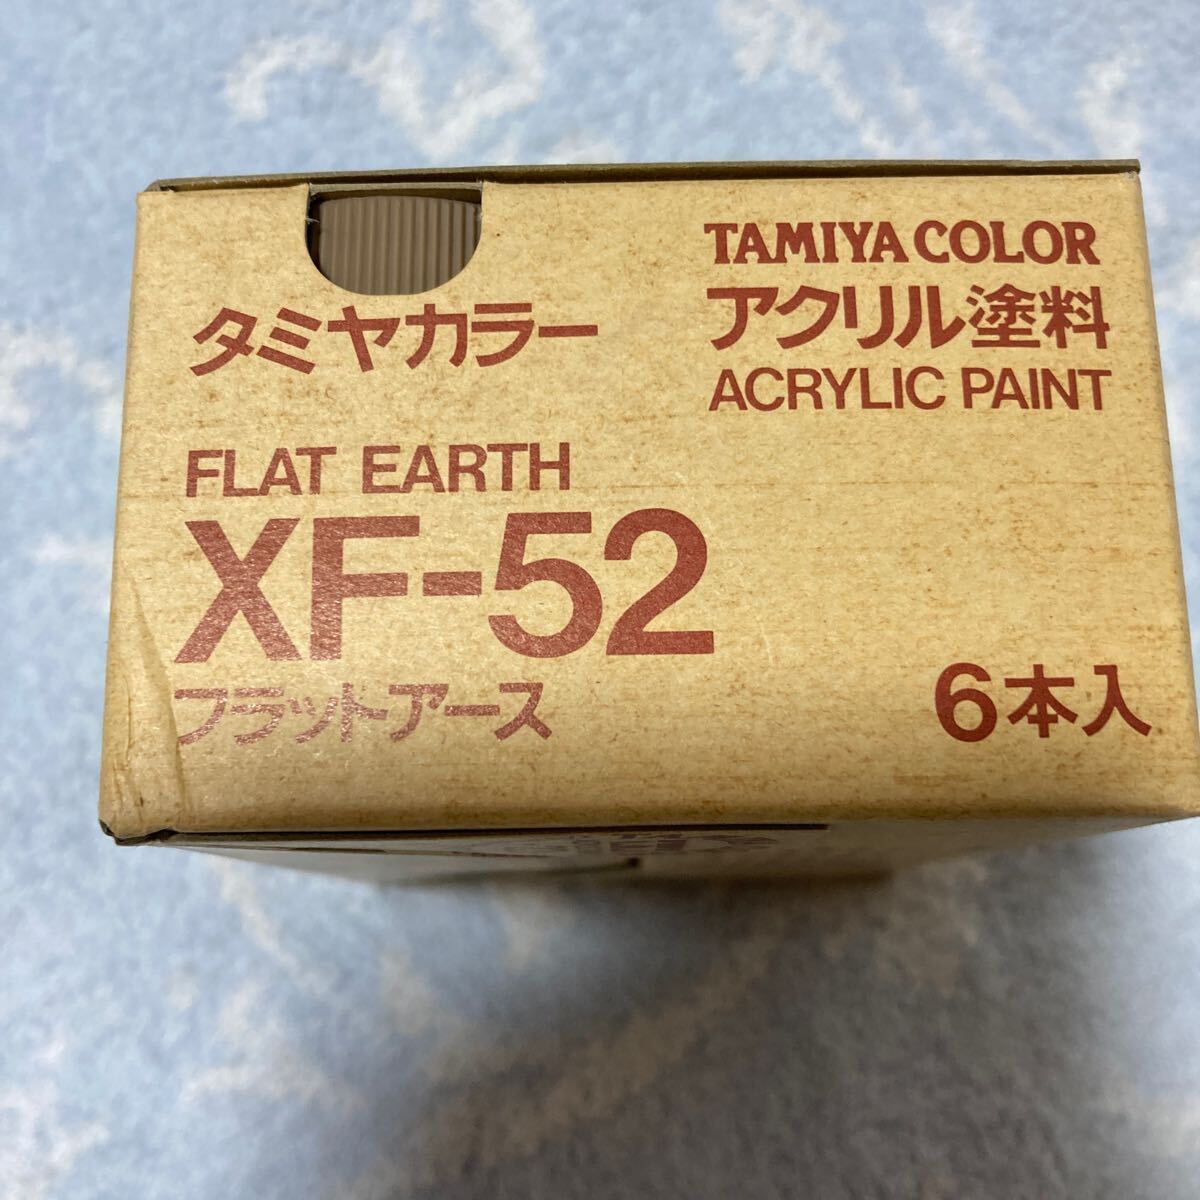 タミヤカラー
TAMIYA COLOR
アクリル塗料
ACRYLIC PAINT
FLAT EARTH
XF-52
フラットアース
6本入